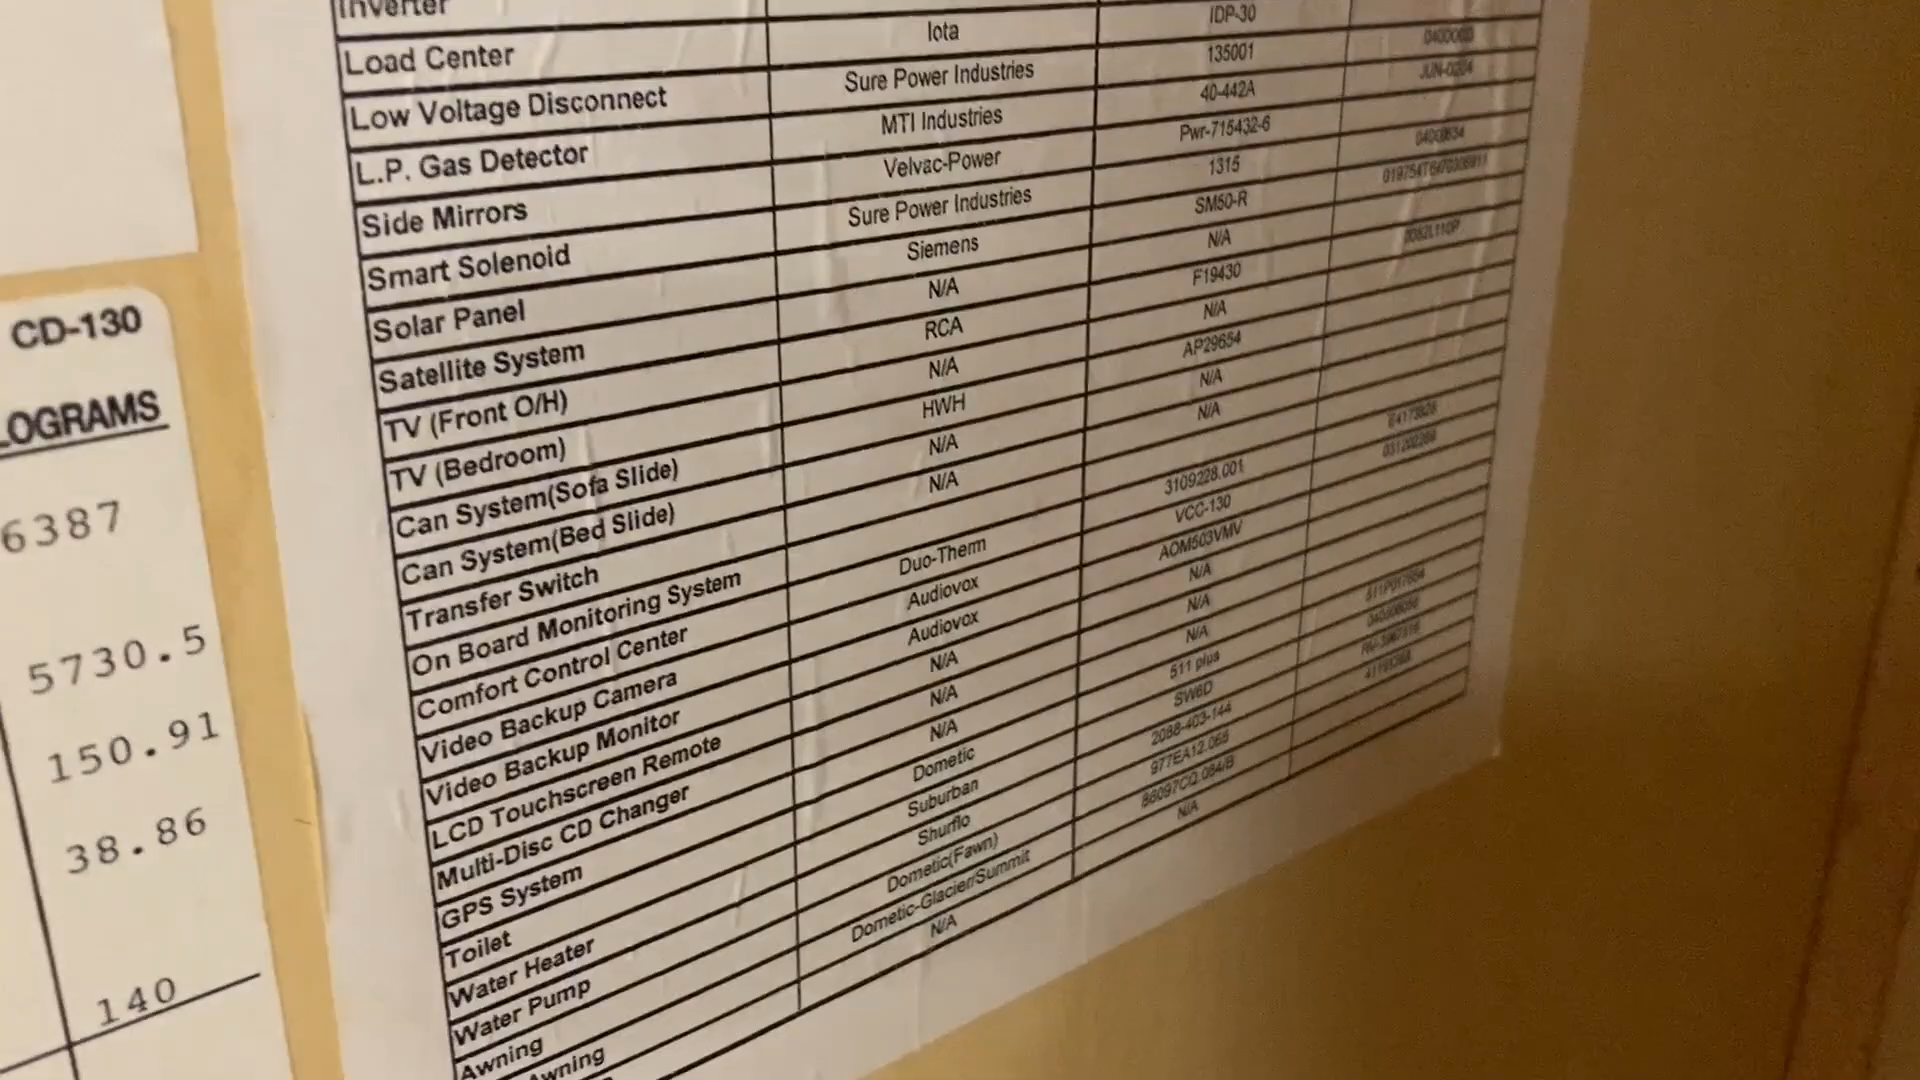 CD-130
LOGRAMS
6387
5730.5
150.91
38.86
140
Inverter
Load Center Iota IDP-30
Low Voltage Disconnect Sure Power Industries 135001
L.P. Gas Detector MTI Industries 40-442A JUN-0204
Side Mirrors Velvac-Power Pwr-715432-6
Smart Solenoid Sure Power Industries 1315
Solar Panel Siemens SM50-R
Satellite System N/A N/A
TV (Front O/H) RCA F19430
TV (Bedroom) N/A N/A
Can System(Sofa Slide) HWH AP29654
Can System(Bed Slide) N/A N/A
Transfer Switch N/A N/A
On Board Monitoring System
Comfort Control Center Duo-Therm 3109228.001
Video Backup Camera Audiovox VCC-130
Video Backup Monitor Audiovox AOM503VMV
LCD Touchscreen Remote N/A N/A
Multi-Disc CD Changer N/A N/A
GPS System N/A N/A
Toilet Dometic 511 plus
Water Heater Suburban SW6D
Water Pump Shurflo 2088-403-144
Awning Dometic(Fawn) 977EA12.065
Awning Dometic-Glacier/Summit 86097CQ.084/B
N/A N/A